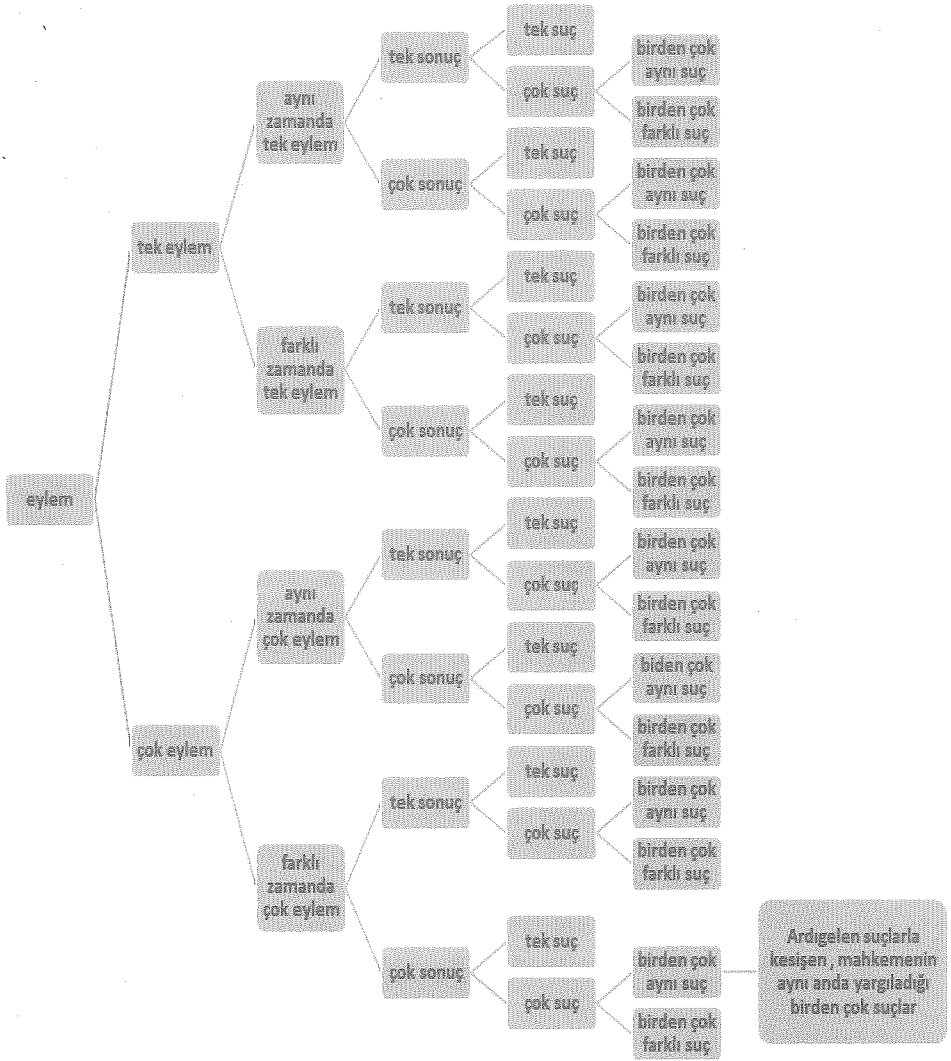 tek suç
tek sonuç
birden çok
aynı suç
çok suç
aynı
zamanda
tek eylem
birden çok
farklı suç
tek suç
çok sonuç
birden çok
aynı suç
çok suç
tek eylem
birden çok
farklı suç
tek suç
tek sonuç
birden çok
aynı suç
çok suç
farklı
zamanda
tek eylem
birden çok
farklı suç
tek suç
çok sonuç
birden çok
aynı suç
çok suç
birden çok
farklı suç
eylem
tek suç
tek sonuç
birden çok
aynı suç
çok suç
aynı
zamanda
çok eylem
birden çok
farklı suç
tek suç
çok sonuç
biden çok
aynı suç
çok suç
çok eylem
birden çok
farklı suç
tek suç
tek sonuç
birden çok
aynı suç
çok suç
farklı
zamanda
çok eylem
birden çok
farklı suç
tek suç
çok sonuç
birden çok
aynı suç
Ardıgelen suçlarla
kesişen , mahkemenin
aynı anda yargıladığı
birden çok suçlar
çok suç
birden çok
farklı suç